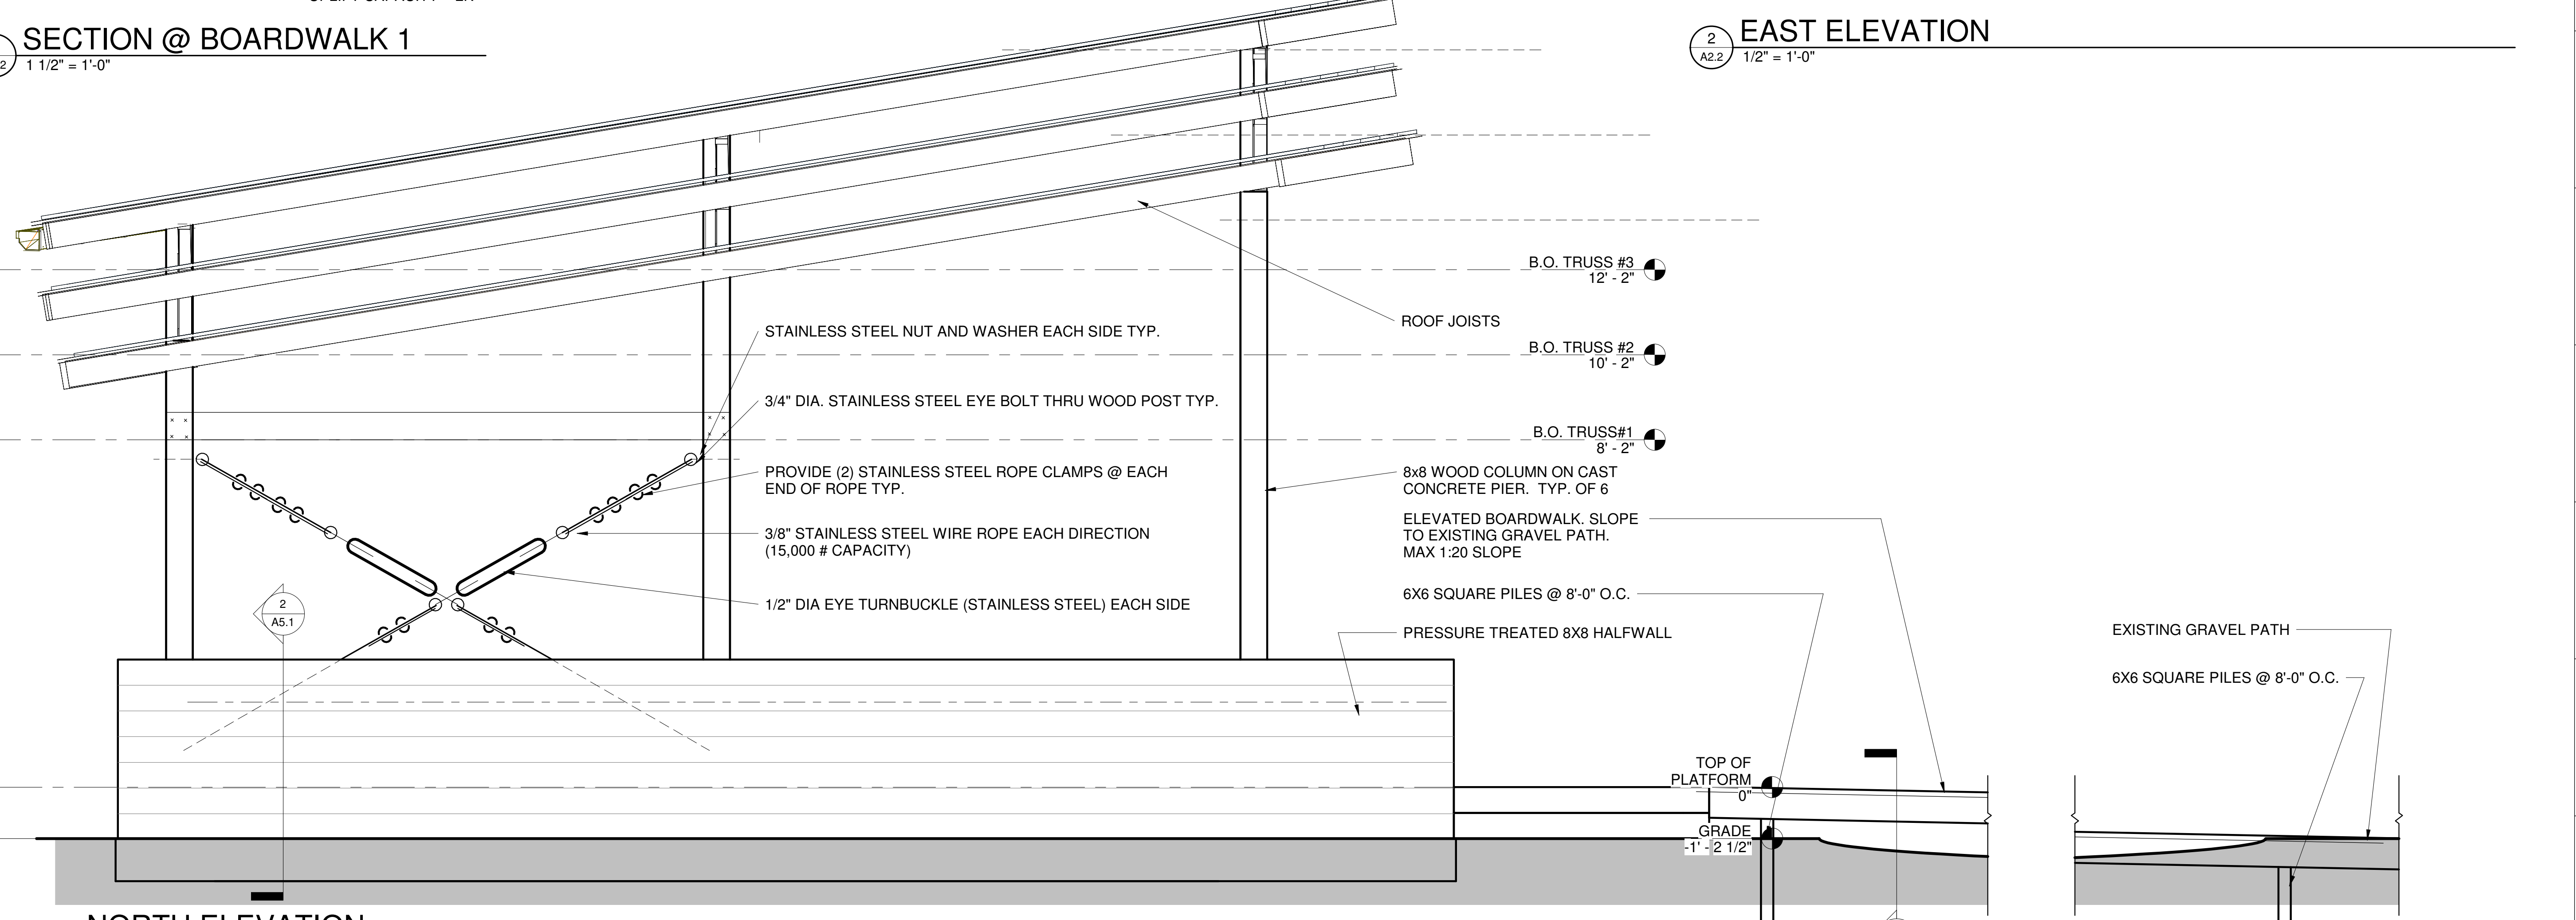 SECTION @ BOARDWALK 1
1 1/2" = 1'-0"
2
EAST ELEVATION
A2.2
1/2" = 1'-0"
B.O. TRUSS #3
12' - 2"
ROOF JOISTS
STAINLESS STEEL NUT AND WASHER EACH SIDE TYP.
B.O. TRUSS #2
10' - 2"
3/4" DIA. STAINLESS STEEL EYE BOLT THRU WOOD POST TYP.
B.O. TRUSS#1
8' - 2"
PROVIDE (2) STAINLESS STEEL ROPE CLAMPS @ EACH
END OF ROPE TYP.
8x8 WOOD COLUMN ON CAST
CONCRETE PIER. TYP. OF 6
3/8" STAINLESS STEEL WIRE ROPE EACH DIRECTION
(15,000 # CAPACITY)
ELEVATED BOARDWALK. SLOPE
TO EXISTING GRAVEL PATH.
MAX 1:20 SLOPE
1/2" DIA EYE TURNBUCKLE (STAINLESS STEEL) EACH SIDE
6X6 SQUARE PILES @ 8'-0" O.C.
2
A5.1
PRESSURE TREATED 8X8 HALFWALL
EXISTING GRAVEL PATH
6X6 SQUARE PILES @ 8'-0" O.C.
TOP OF
PLATFORM
0"
GRADE
-1' - 2 1/2"
NORTH ELEVATION